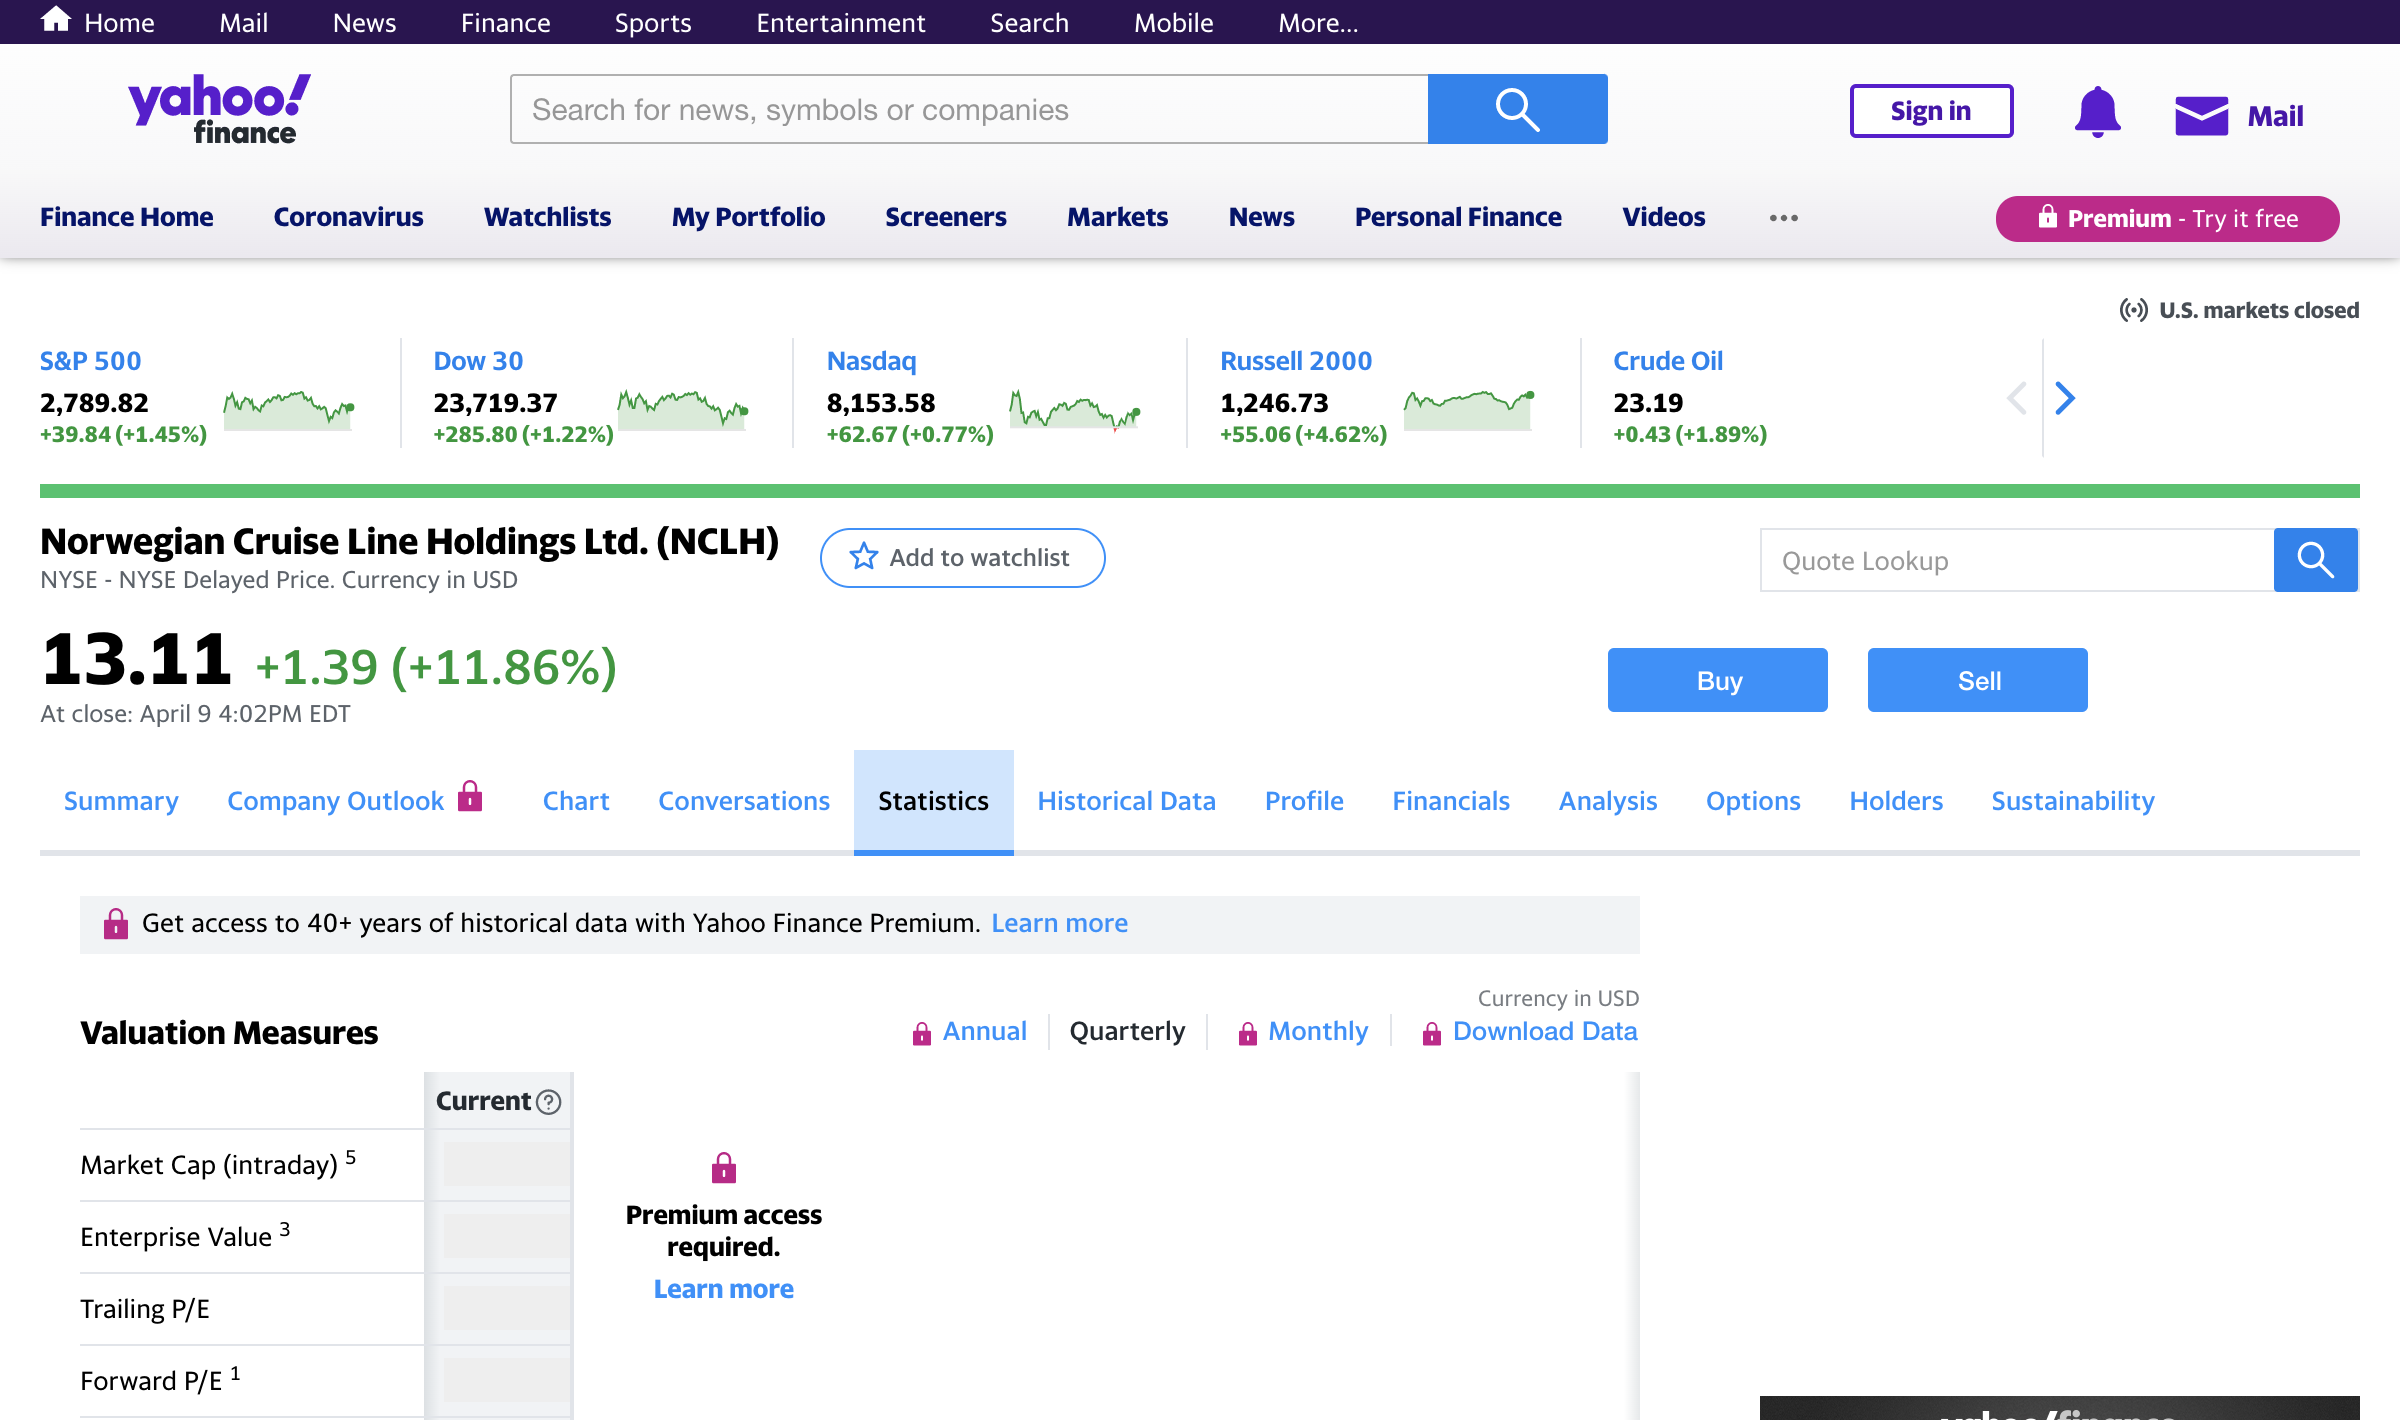 Home Mail News Finance Sports Entertainment Search Mobile More...
yahoo!
finance
Search for news, symbols or companies
Sign in
Mail
Finance Home Coronavirus Watchlists My Portfolio Screeners Markets News Personal Finance Videos ••• Premium - Try it free
U.S. markets closed
S&P 500
2,789.82
+39.84 (+1.45%)
Dow 30
23,719.37
+285.80 (+1.22%)
Nasdaq
8,153.58
+62.67 (+0.77%)
Russell 2000
1,246.73
+55.06 (+4.62%)
Crude Oil
23.19
+0.43 (+1.89%)
Norwegian Cruise Line Holdings Ltd. (NCLH)
NYSE - NYSE Delayed Price. Currency in USD
Add to watchlist
Quote Lookup
13.11 +1.39 (+11.86%)
At close: April 9 4:02PM EDT
Buy Sell
Summary Company Outlook Chart Conversations Statistics Historical Data Profile Financials Analysis Options Holders Sustainability
Get access to 40+ years of historical data with Yahoo Finance Premium. Learn more
Currency in USD
Valuation Measures Annual Quarterly Monthly Download Data
Current ?
Market Cap (intraday) 5
Enterprise Value 3
Trailing P/E
Forward P/E 1
Premium access
required.
Learn more
yahoo/finance